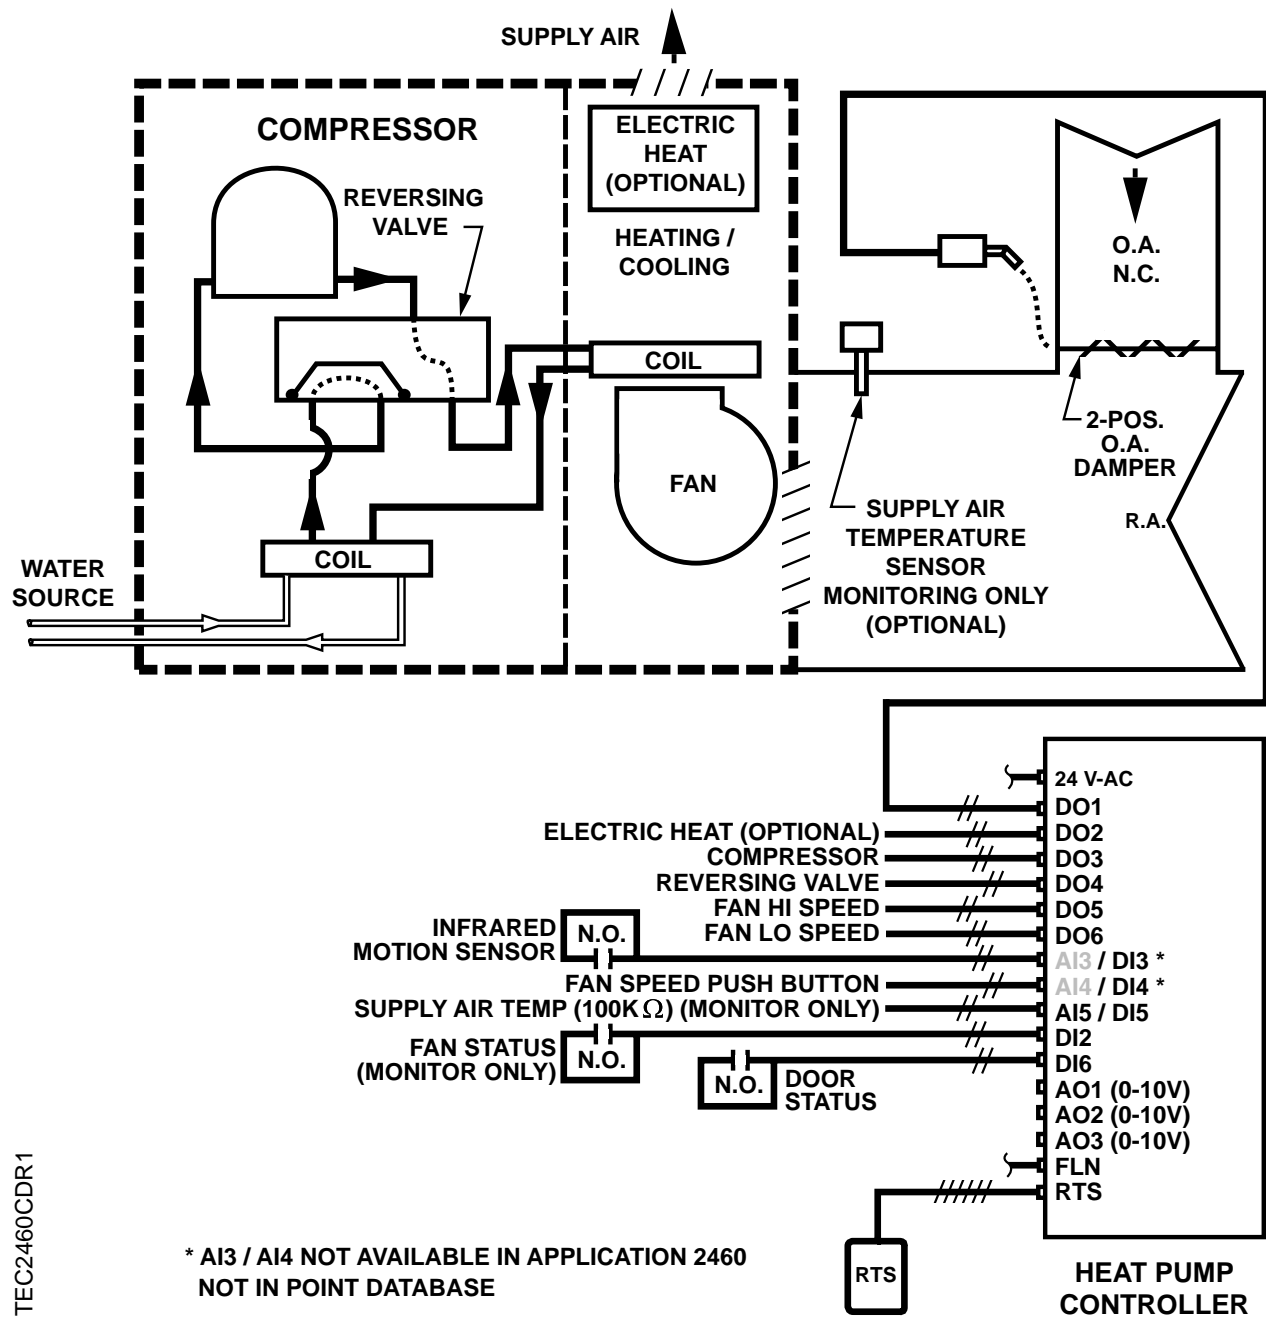 SUPPLY AIR
COMPRESSOR
REVERSING
VALVE
ELECTRIC
HEAT
(OPTIONAL)
HEATING /
COOLING
COIL
FAN
COIL
WATER
SOURCE
O.A.
N.C.
2-POS.
O.A.
DAMPER
R.A.
SUPPLY AIR
TEMPERATURE
SENSOR
MONITORING ONLY
(OPTIONAL)
24 V-AC
DO1
ELECTRIC HEAT (OPTIONAL) DO2
COMPRESSOR DO3
REVERSING VALVE DO4
FAN HI SPEED DO5
FAN LO SPEED DO6
INFRARED
MOTION SENSOR
N.O.
AI3 / DI3 *
FAN SPEED PUSH BUTTON AI4 / DI4 *
SUPPLY AIR TEMP (100K Ω) (MONITOR ONLY) AI5 / DI5
FAN STATUS
(MONITOR ONLY)
N.O.
DI2
N.O.
DOOR
STATUS
DI6
AO1 (0-10V)
AO2 (0-10V)
AO3 (0-10V)
FLN
RTS
RTS
HEAT PUMP
CONTROLLER
* AI3 / AI4 NOT AVAILABLE IN APPLICATION 2460
NOT IN POINT DATABASE
TEC2460CDR1